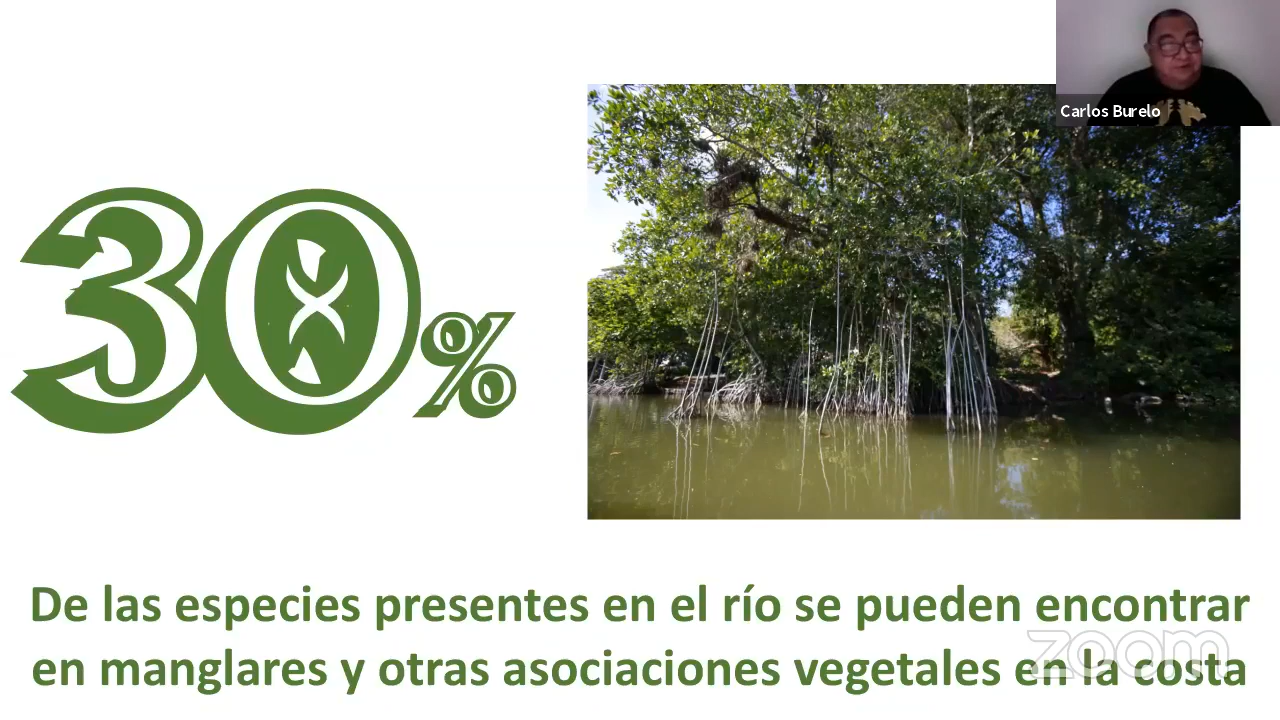 Carlos Burelo
30%
De las especies presentes en el río se pueden encontrar
en manglares y otras asociaciones vegetales en la costa
zoom